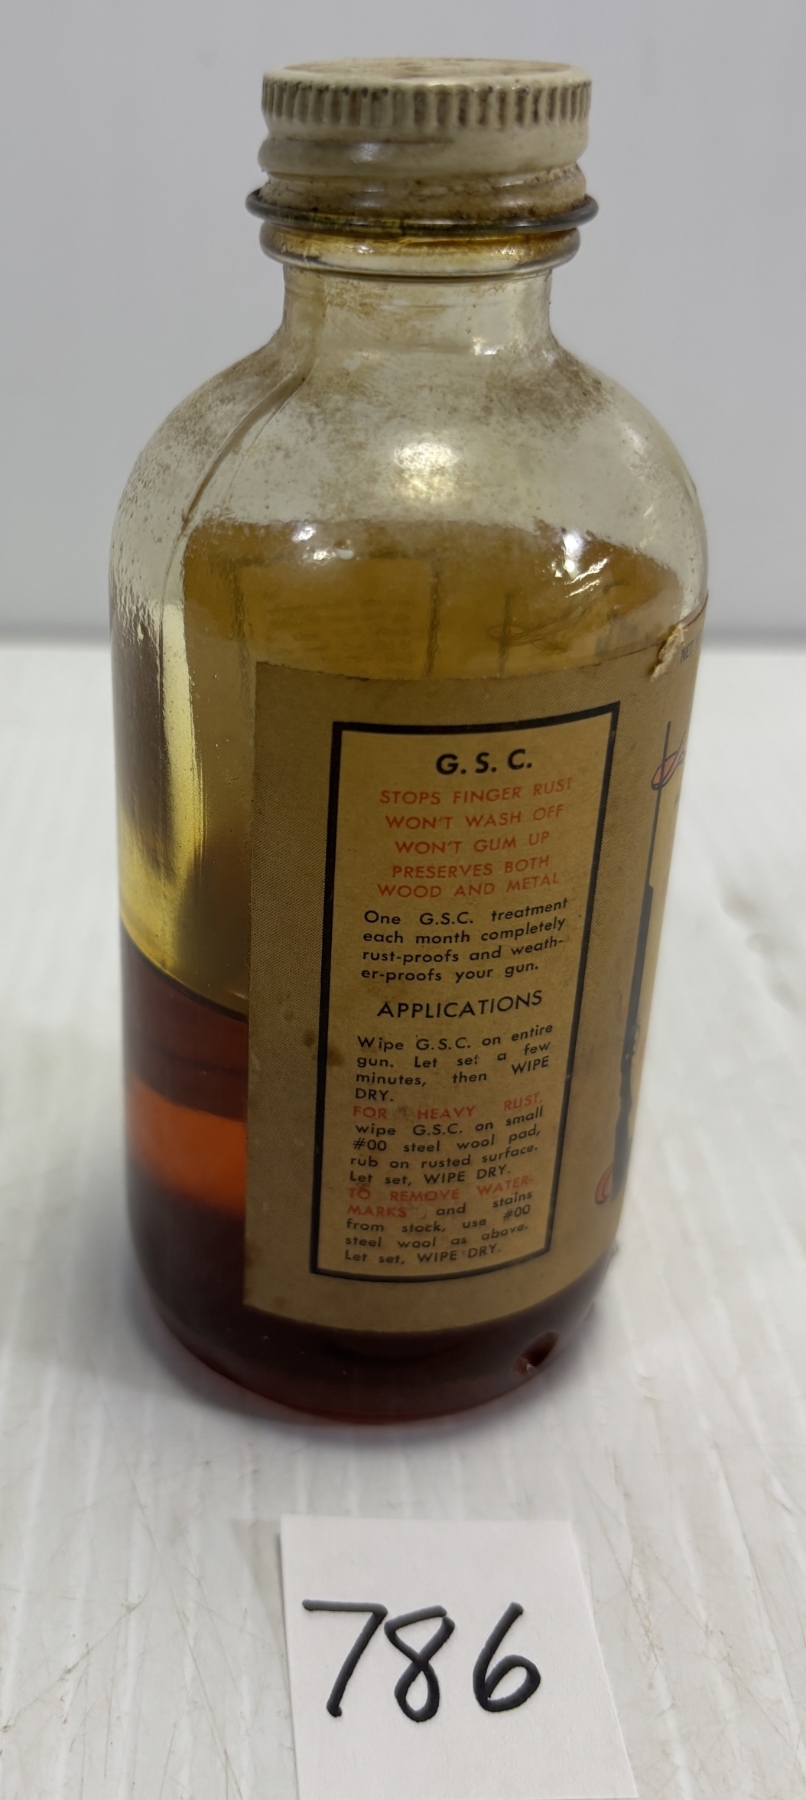 G. S. C.
STOPS FINGER RUST
WON'T WASH OFF
WON'T GUM UP
PRESERVES BOTH
WOOD AND METAL
One G.S.C. treatment
each month completely
rust-proofs and weath-
er-proofs your gun.
APPLICATIONS
Wipe G.S.C. on entire
gun. Let set a few
minutes, then WIPE
DRY.
FOR HEAVY RUST,
wipe G.S.C. on small
#00 steel wool pad,
rub on rusted surface.
Let set, WIPE DRY.
TO REMOVE WATER-
MARKS and stains
from stock, use #00
steel wool as above.
Let set, WIPE DRY.
NET
786